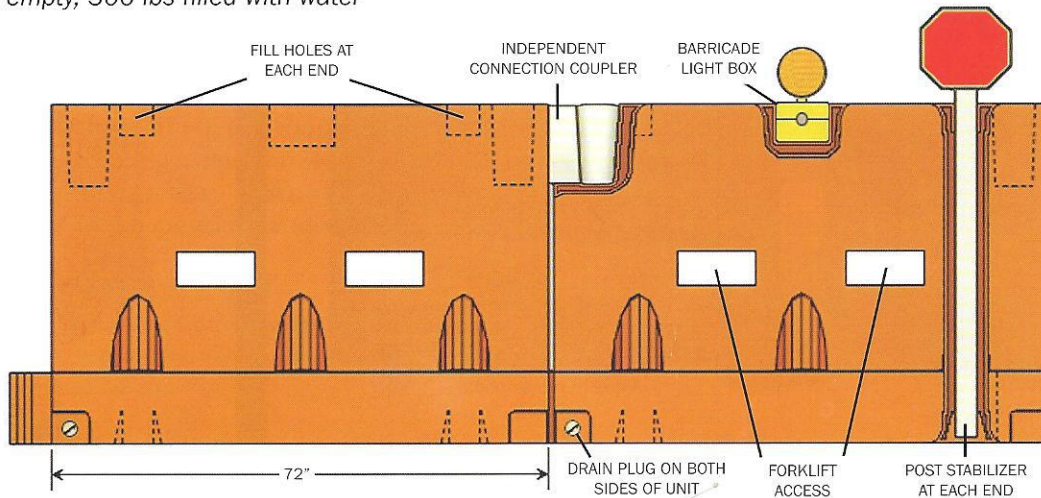 empty, lbs filled with water
FILL HOLES AT
EACH END
INDEPENDENT
CONNECTION COUPLER
BARRICADE
LIGHT BOX
72"
DRAIN PLUG ON BOTH
SIDES OF UNIT
FORKLIFT
ACCESS
POST STABILIZER
AT EACH END